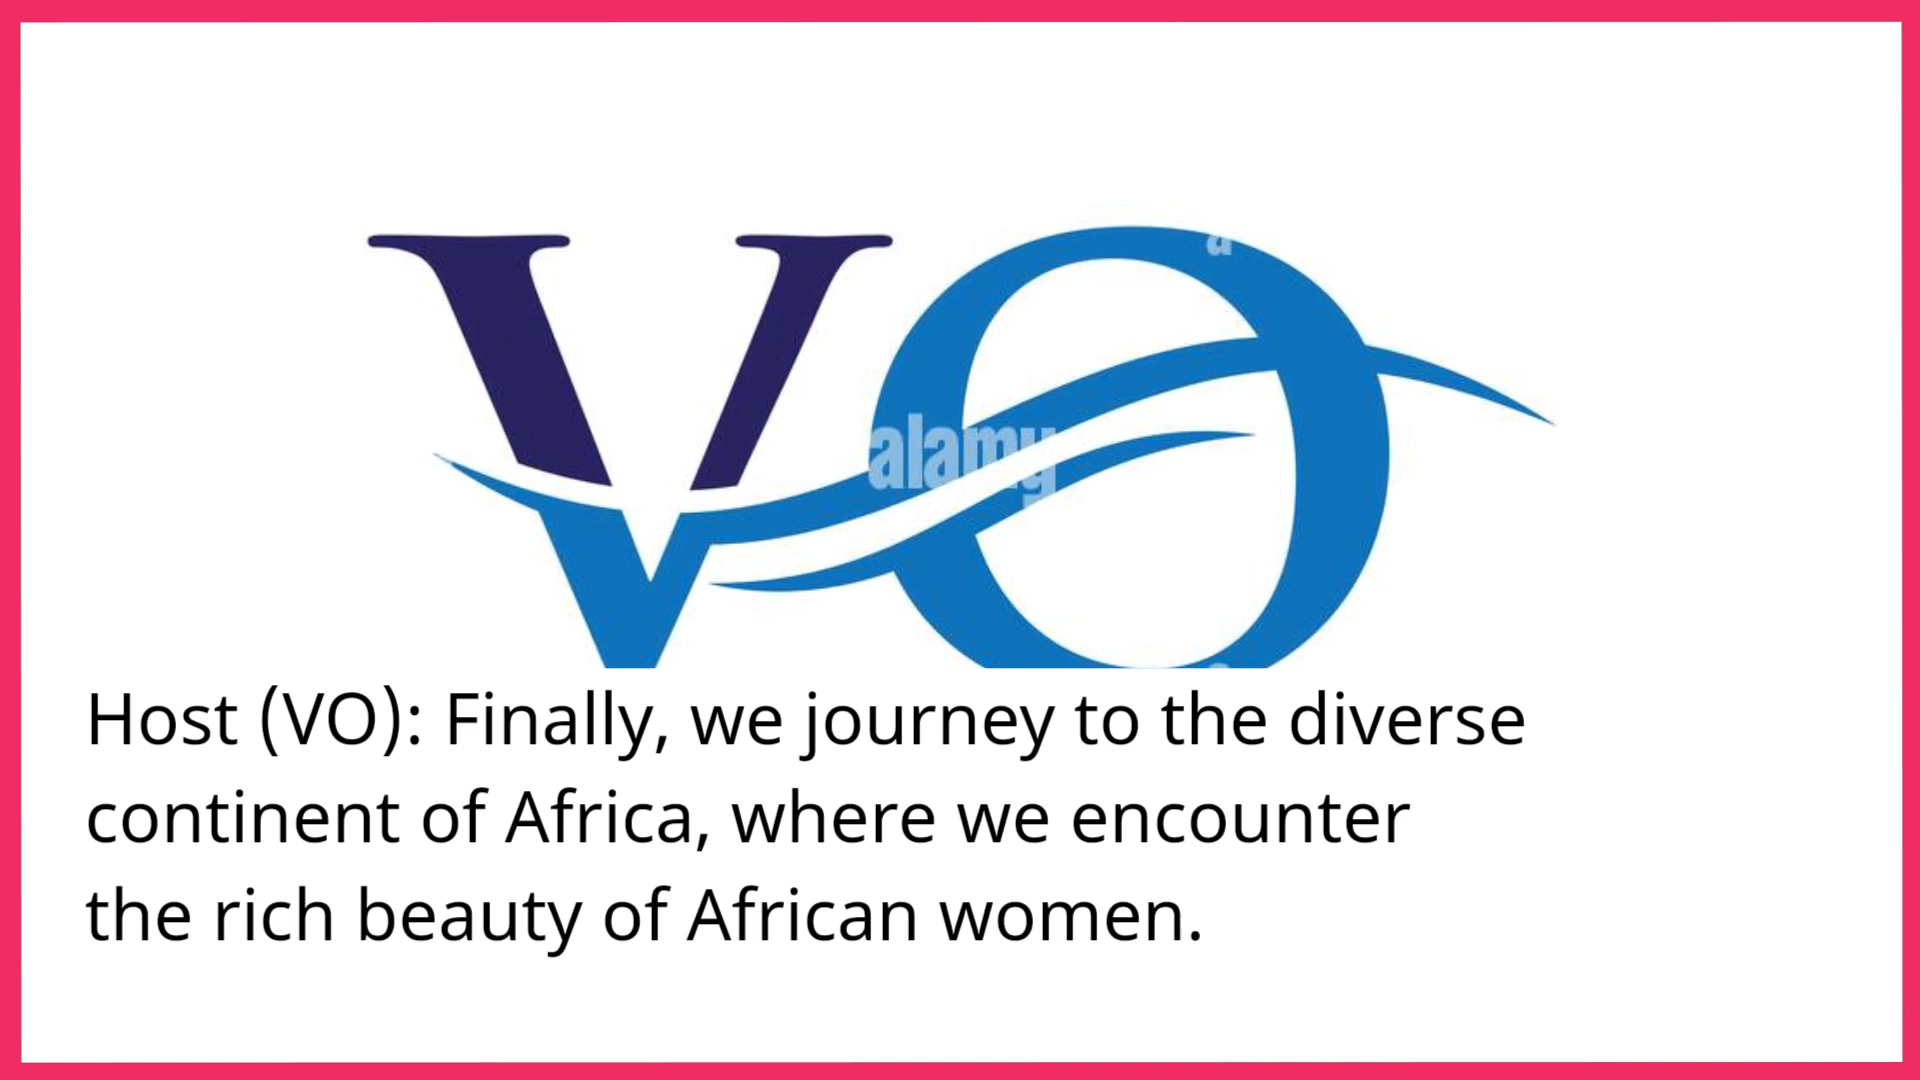 VO
a
alamy
a
Host (VO): Finally, we journey to the diverse
continent of Africa, where we encounter
the rich beauty of African women.